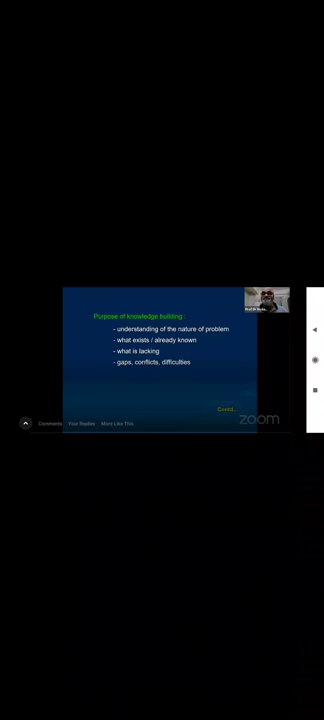 Purpose of knowledge building :
- understanding of the nature of problem
- what exists / already known
- what is lacking
- gaps, conflicts, difficulties
Contd..
zoom
Comments Your Replies More Like This